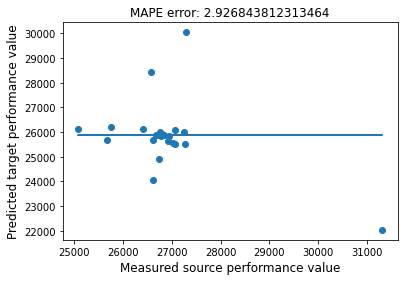 MAPE error: 2.926843812313464
Predicted target performance value
30000
29000
28000
27000
26000
25000
24000
23000
22000
25000 26000 27000 28000 29000 30000 31000
Measured source performance value